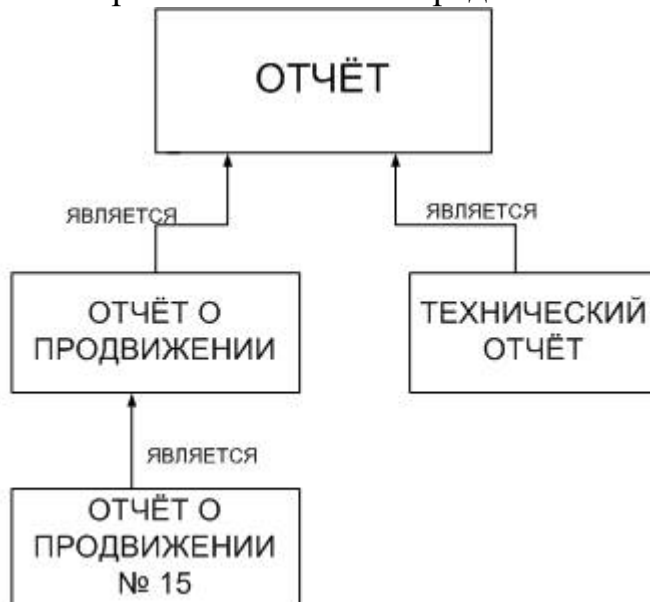 ОТЧЁТ
ЯВЛЯЕТСЯ
ЯВЛЯЕТСЯ
ОТЧЁТ О
ПРОДВИЖЕНИИ
ТЕХНИЧЕСКИЙ
ОТЧЁТ
ЯВЛЯЕТСЯ
ОТЧЁТ О
ПРОДВИЖЕНИИ
№ 15